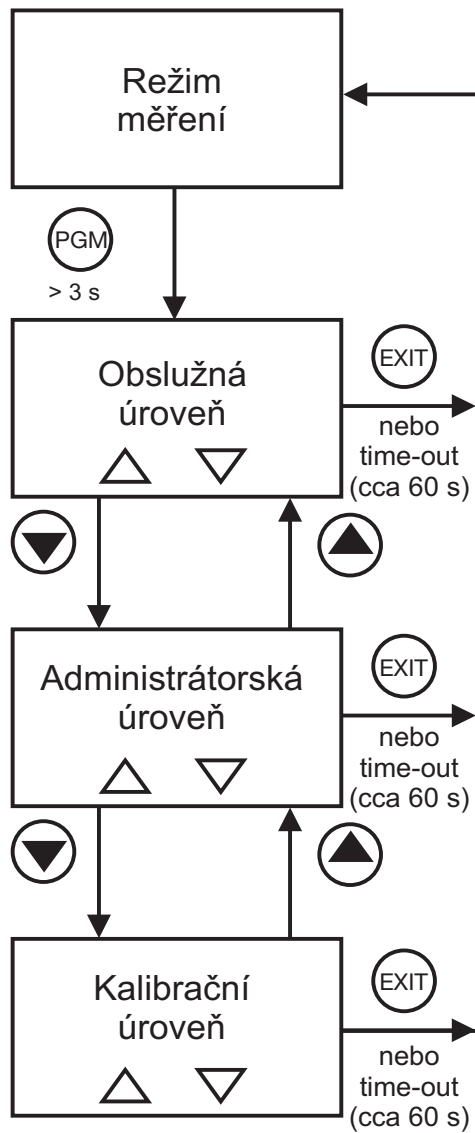 Režim
měření
PGM
> 3 s
Obslužná
úroveň
EXIT
nebo
time-out
(cca 60 s)
Administrátorská
úroveň
EXIT
nebo
time-out
(cca 60 s)
Kalibrační
úroveň
EXIT
nebo
time-out
(cca 60 s)